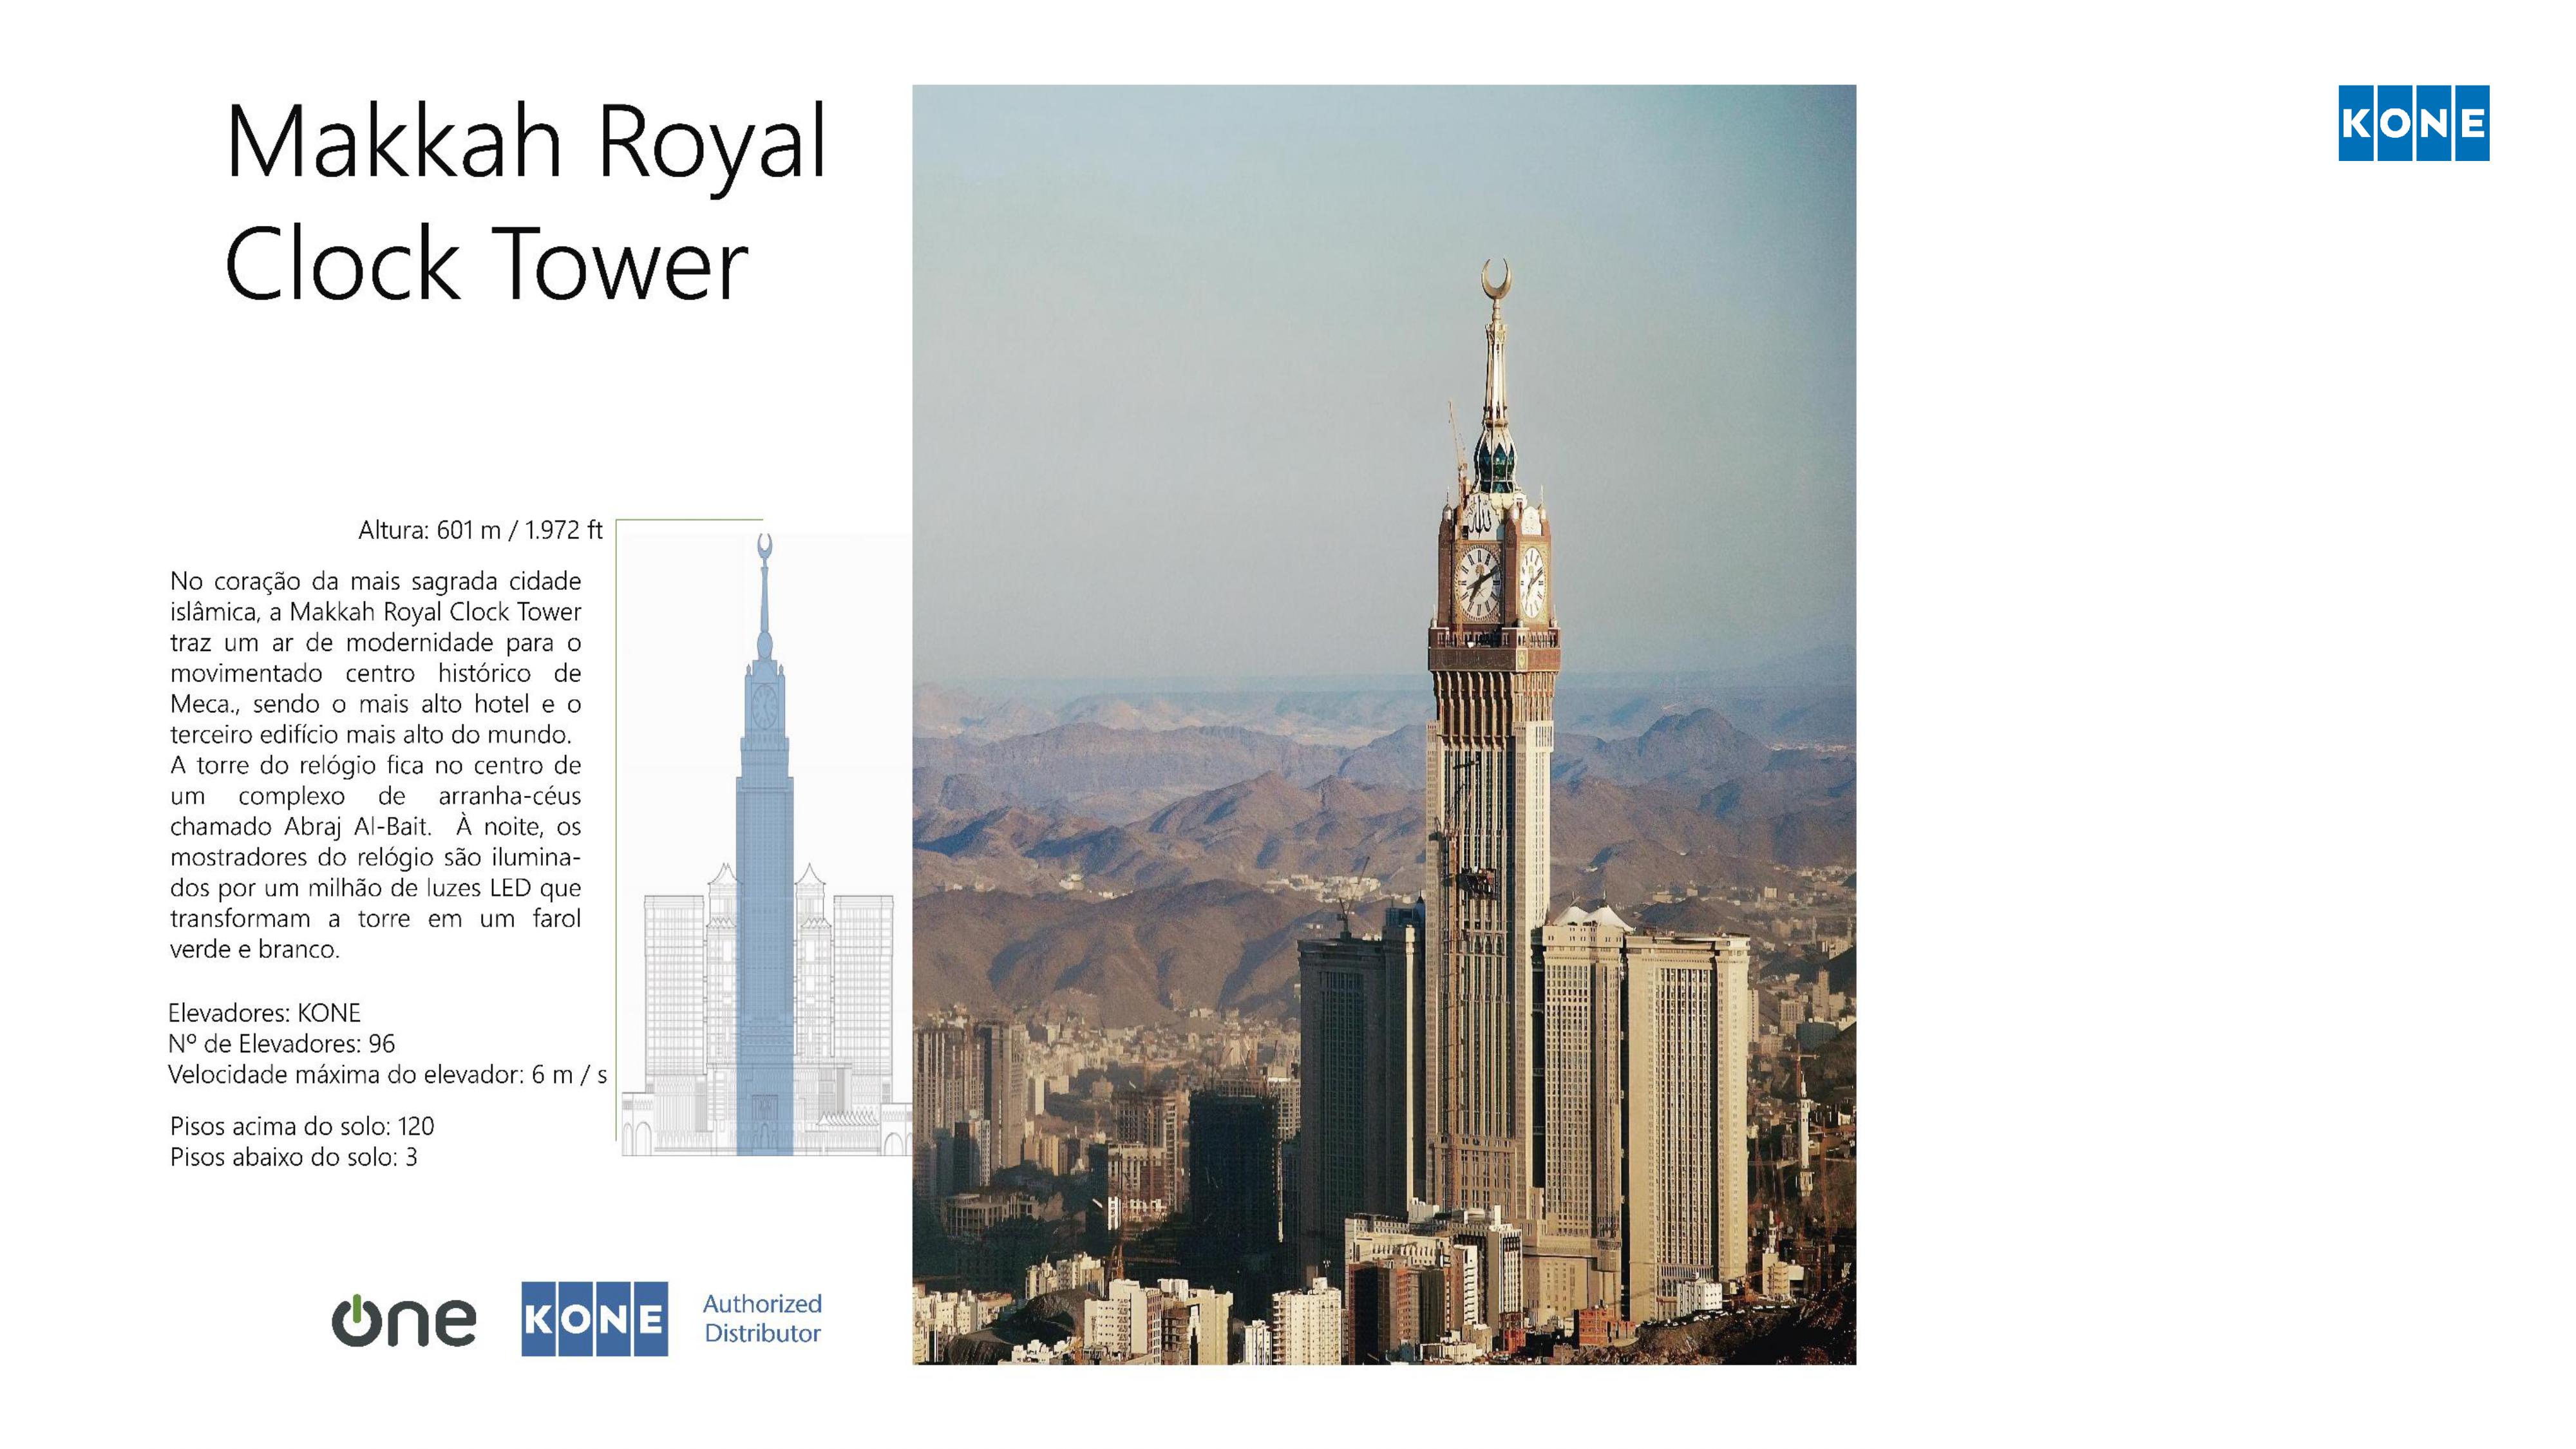 Makkah Royal
Clock Tower
KONE
Altura: 601 m / 1.972 ft
No coração da mais sagrada cidade
islâmica, a Makkah Royal Clock Tower
traz um ar de modernidade para o
movimentado centro histórico de
Meca., sendo o mais alto hotel e o
terceiro edifício mais alto do mundo.
A torre do relógio fica no centro de
um complexo de arranha-céus
chamado Abraj Al-Bait. À noite, os
mostradores do relógio são ilumina-
dos por um milhão de luzes LED que
transformam a torre em um farol
verde e branco.
Elevadores: KONE
Nº de Elevadores: 96
Velocidade máxima do elevador: 6 m / s
Pisos acima do solo: 120
Pisos abaixo do solo: 3
one
KONE
Authorized
Distributor
الله